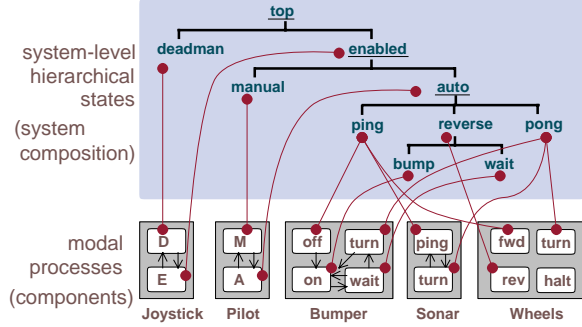 top
system-level
hierarchical
states
(system
composition)
deadman
enabled
manual
auto
ping
reverse
pong
bump
wait
modal
processes
(components)
D
E
M
A
off
turn
on
wait
ping
turn
fwd
turn
rev
halt
Joystick
Pilot
Bumper
Sonar
Wheels